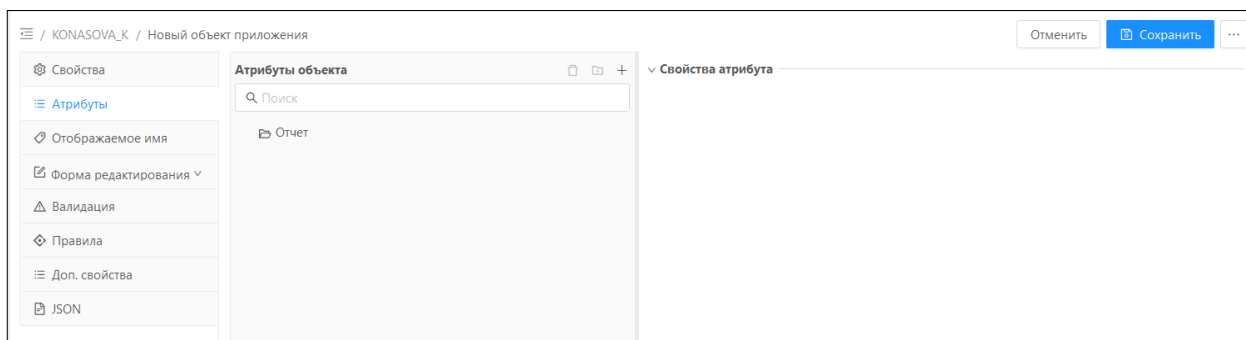 / KONASOVA_K / Новый объект приложения
Отменить
Сохранить
Свойства
Атрибуты
Отображаемое имя
Форма редактирования
Валидация
Правила
Доп. свойства
JSON
Атрибуты объекта
Поиск
Отчет
Свойства атрибута